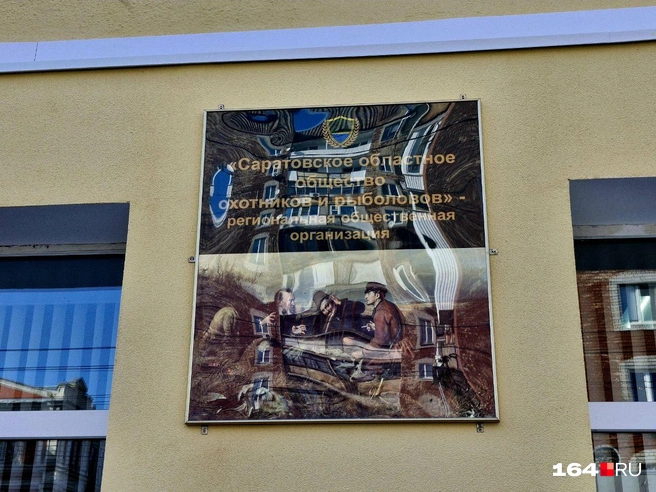 «Саратовское областное
общество
охотников и рыболовов» -
региональная общественная
организация
164 RU